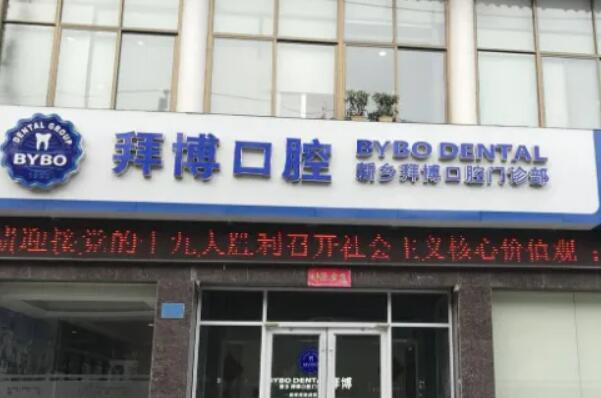 DENTAL GROUP
BYBO
拜博口腔
BYBO DENTAL
新乡拜博口腔门诊部
迎接党的十九大胜利召开社会主义核心价值观：
BYBO DENTAL 拜博